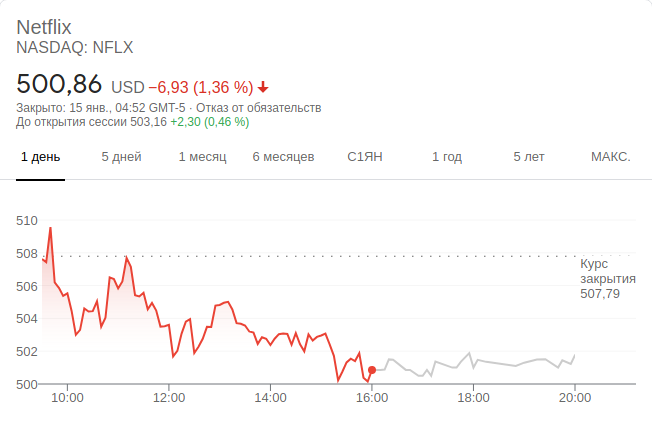 Netflix
NASDAQ: NFLX
500,86 USD −6,93 (1,36 %)
Закрыто: 15 янв., 04:52 GMT-5 · Отказ от обязательств
До открытия сессии 503,16 +2,30 (0,46 %)
1 день 5 дней 1 месяц 6 месяцев С1ЯН 1 год 5 лет МАКС.
510
508
Курс
закрытия
507,79
506
504
502
500
10:00 12:00 14:00 16:00 18:00 20:00